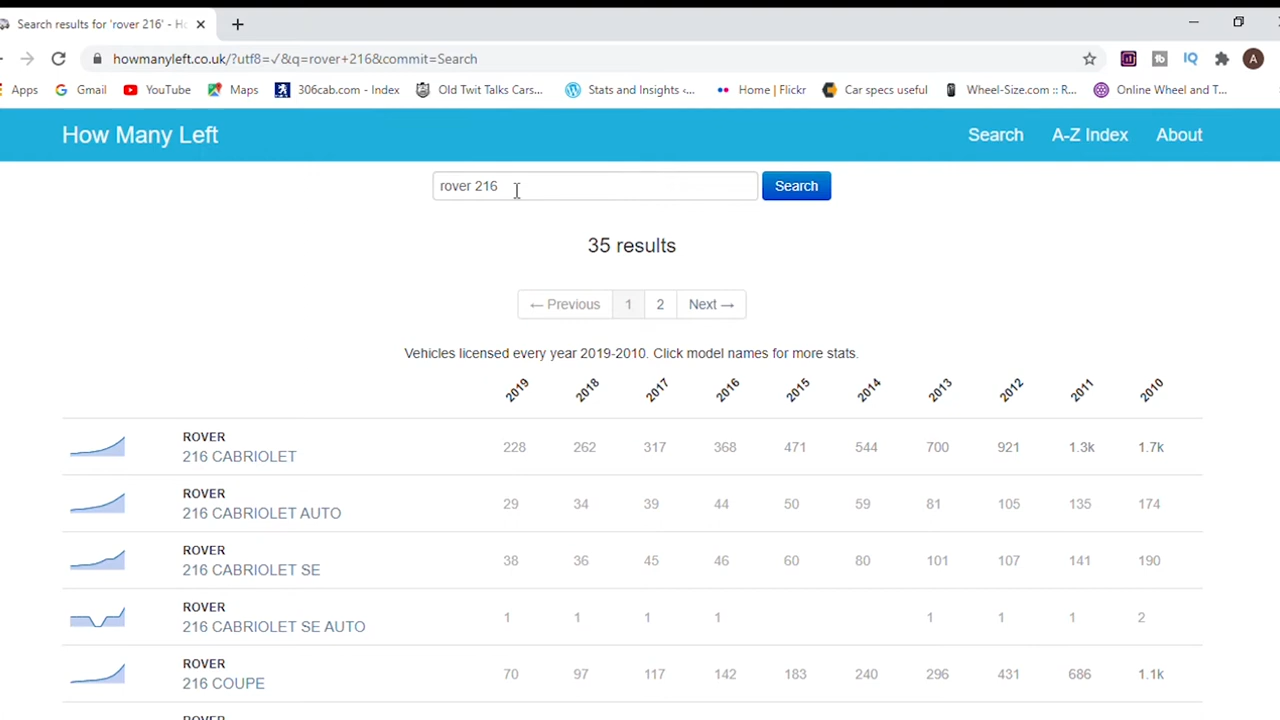 Search results for 'rover 216' - Ho
howmanyleft.co.uk/?utf8=✓&q=rover+216&commit=Search
IQ
A
Apps Gmail YouTube Maps 306cab.com - Index Old Twit Talks Cars... Stats and Insights ‹... Home | Flickr Car specs useful Wheel-Size.com :: R... Online Wheel and T...
How Many Left Search A-Z Index About
rover 216 Search
35 results
← Previous 1 2 Next →
Vehicles licensed every year 2019-2010. Click model names for more stats.
2019 2018 2017 2016 2015 2014 2013 2012 2011 2010
ROVER
216 CABRIOLET 228 262 317 368 471 544 700 921 1.3k 1.7k
ROVER
216 CABRIOLET AUTO 29 34 39 44 50 59 81 105 135 174
ROVER
216 CABRIOLET SE 38 36 45 46 60 80 101 107 141 190
ROVER
216 CABRIOLET SE AUTO 1 1 1 1 1 1 1 2
ROVER
216 COUPE 70 97 117 142 183 240 296 431 686 1.1k
ROVER